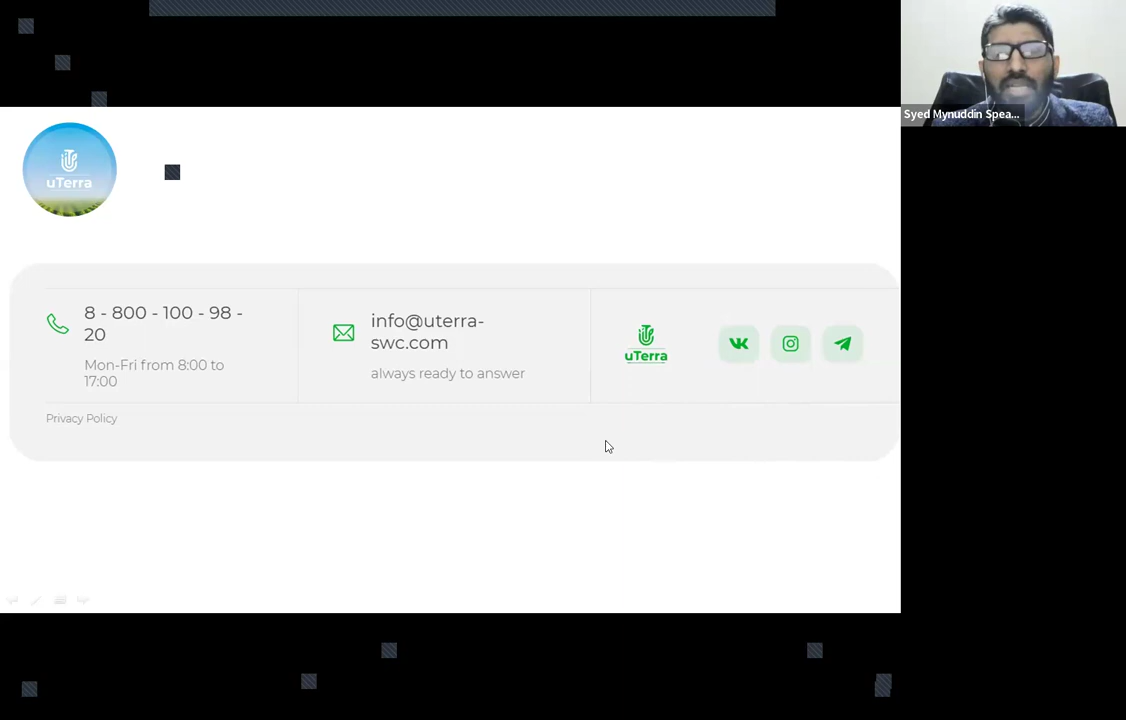 Syed Mynuddin Spea...
uTerra
8 - 800 - 100 - 98 -
20
Mon-Fri from 8:00 to
17:00
info@uterra-
swc.com
always ready to answer
uTerra
Privacy Policy